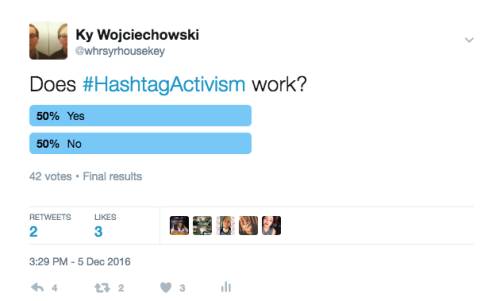 Ky Wojciechowski
@whrsyrhousekey
Does #HashtagActivism work?
50% Yes
50% No
42 votes • Final results
RETWEETS LIKES
2 3
3:29 PM - 5 Dec 2016
4 2 3